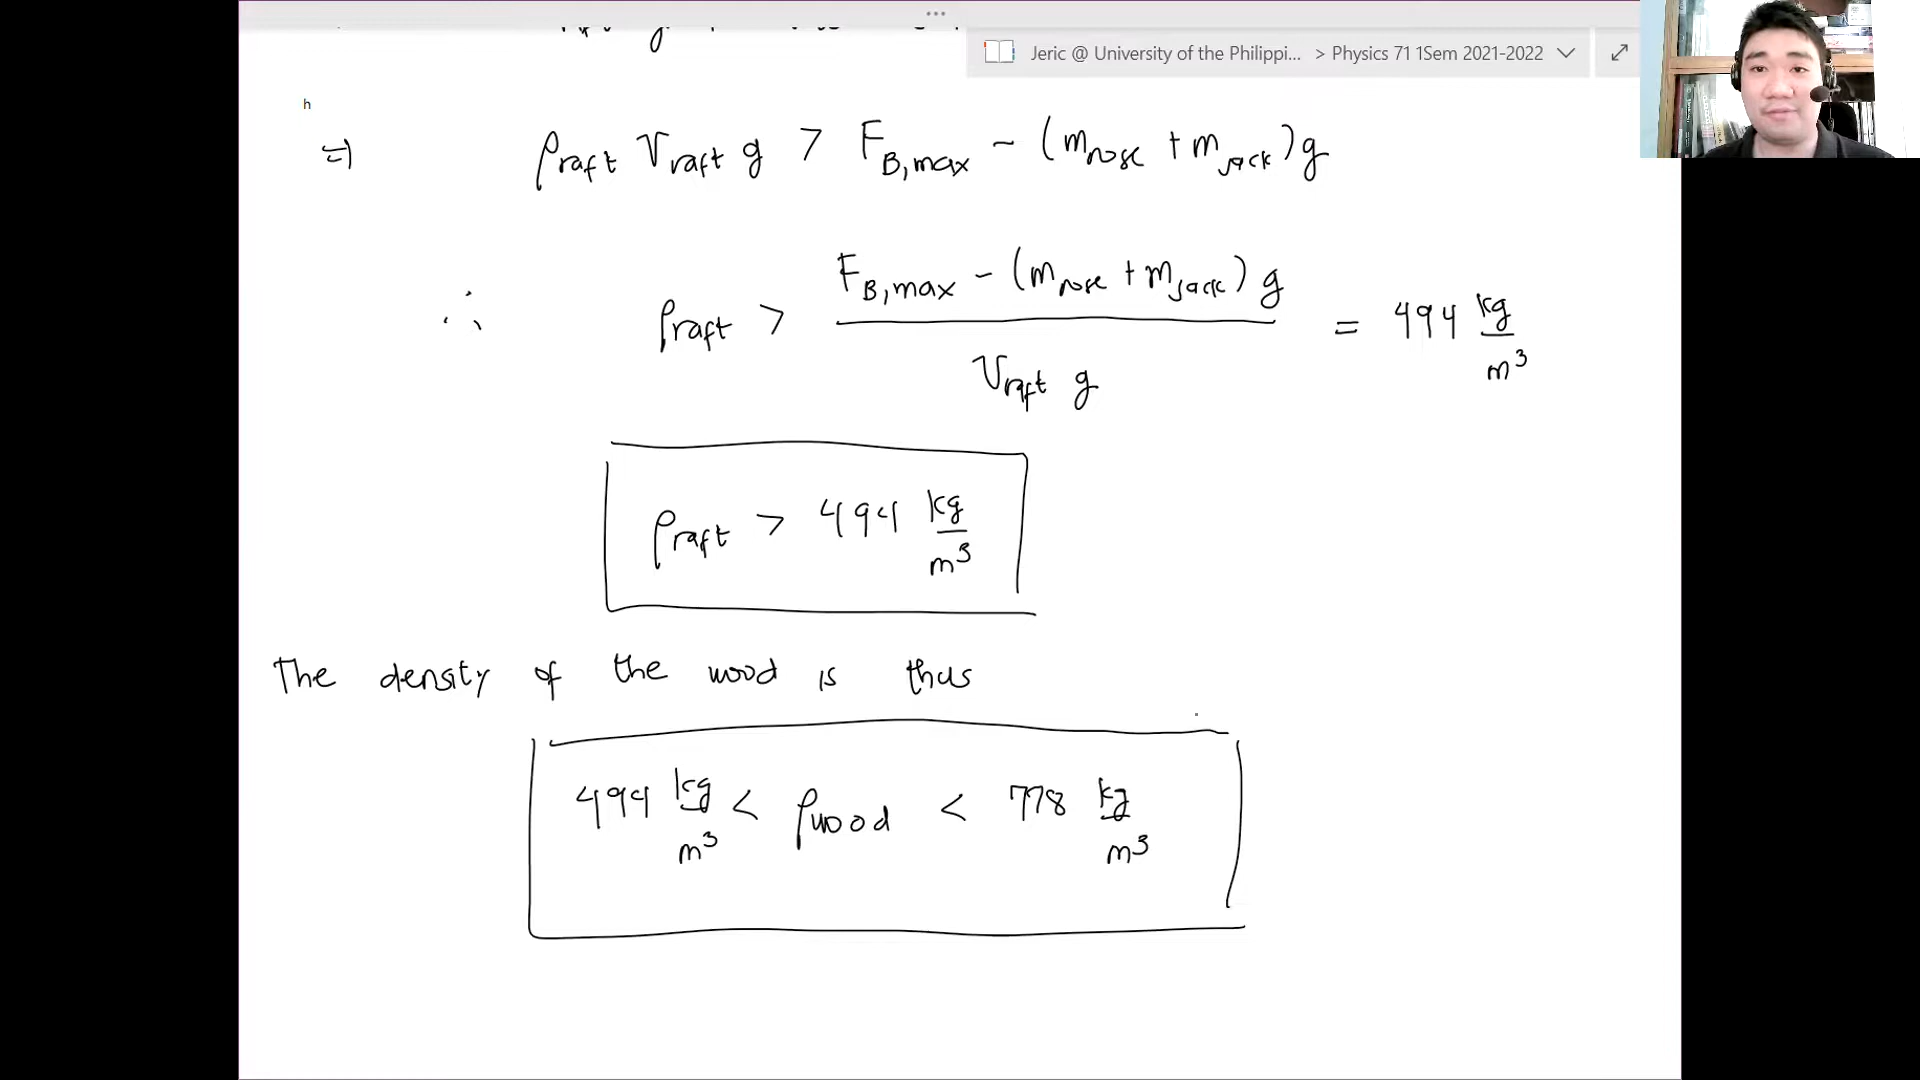 Jeric @ University of the Philippi... > Physics 71 1Sem 2021-2022
h
⇒ ρraft Vraft g > FB,max - (mrose + mjack)g
∴ ρraft > FB,max - (mrose + mJack) g / Vraft g = 494 kg/m³
ρraft > 494 kg/m³
The density of the wood is thus
494 kg/m³ < ρwood < 778 kg/m³